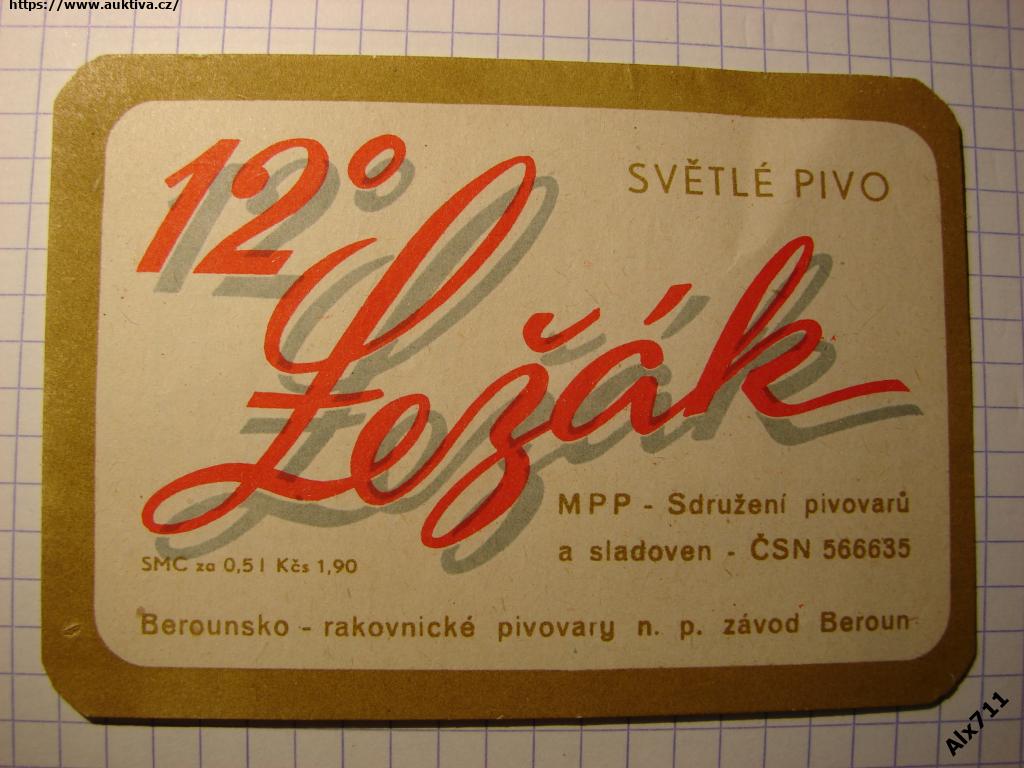 https://www.auktiva.cz/
12°
SVĚTLÉ PIVO
Ležák
MPP - Sdružení pivovarů
a sladoven - ČSN 566635
SMC za 0,5 l Kčs 1,90
Berounsko - rakovnické pivovary n. p. závod Beroun
Alx711